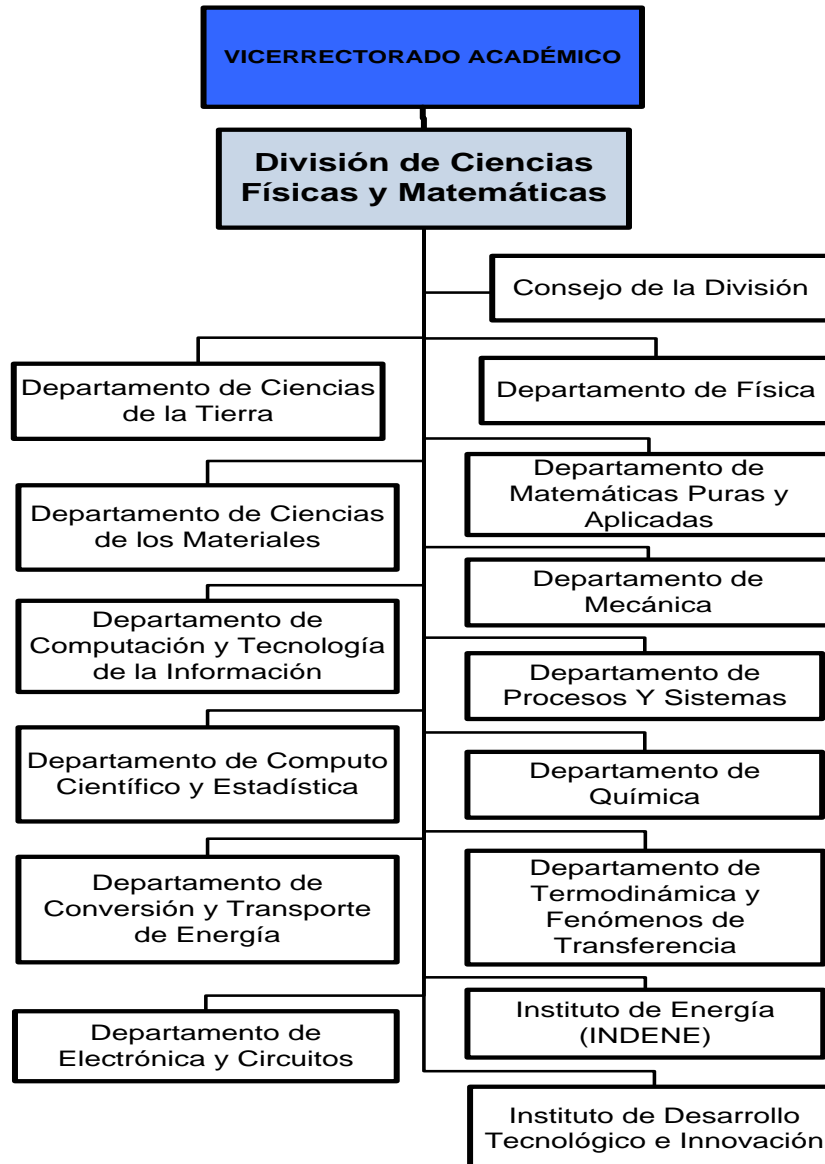 VICERRECTORADO ACADÉMICO
División de Ciencias
Físicas y Matemáticas
Consejo de la División
Departamento de Ciencias
de la Tierra
Departamento de Física
Departamento de Ciencias
de los Materiales
Departamento de
Matemáticas Puras y
Aplicadas
Departamento de
Computación y Tecnología
de la Información
Departamento de
Mecánica
Departamento de Computo
Científico y Estadística
Departamento de
Procesos Y Sistemas
Departamento de
Conversión y Transporte
de Energía
Departamento de
Química
Departamento de
Electrónica y Circuitos
Departamento de
Termodinámica y
Fenómenos de
Transferencia
Instituto de Energía
(INDENE)
Instituto de Desarrollo
Tecnológico e Innovación